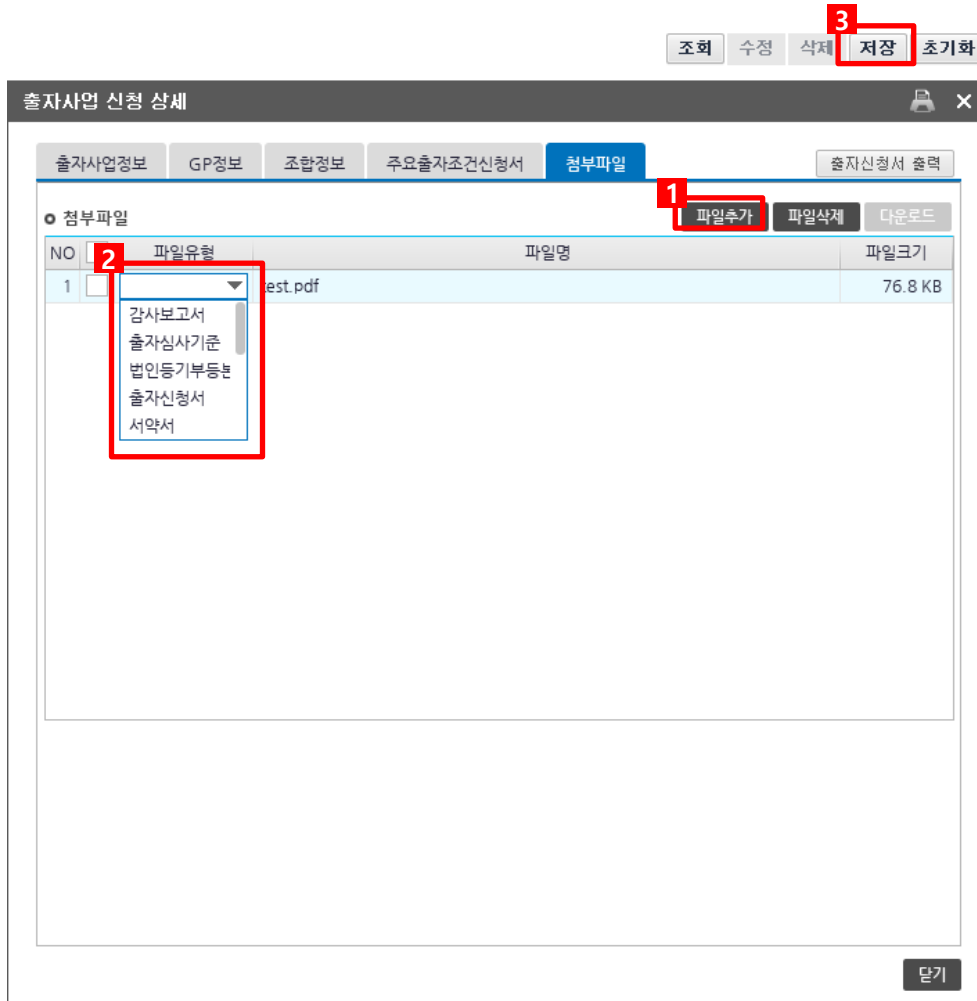 3
조회 수정 삭제 저장 초기화
출자사업 신청 상세
출자사업정보 GP정보 조합정보 주요출자조건신청서 첨부파일 출자신청서 출력
1
첨부파일 파일추가 파일삭제 다운로드
NO 파일유형 파일명 파일크기
2
1 test.pdf 76.8 KB
감사보고서
출자심사기준
법인등기부등본
출자신청서
서약서
닫기